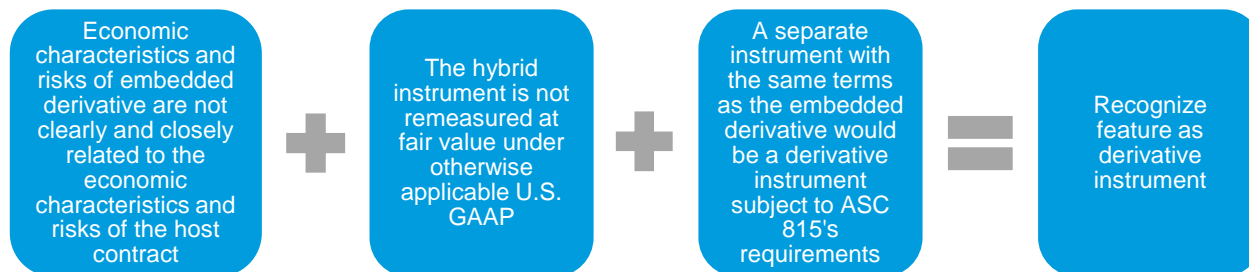 Economic
characteristics and
risks of embedded
derivative are not
clearly and closely
related to the
economic
characteristics and
risks of the host
contract
The hybrid
instrument is not
remeasured at
fair value under
otherwise
applicable U.S.
GAAP
A separate
instrument with
the same terms
as the embedded
derivative would
be a derivative
instrument
subject to ASC
815's
requirements
Recognize
feature as
derivative
instrument